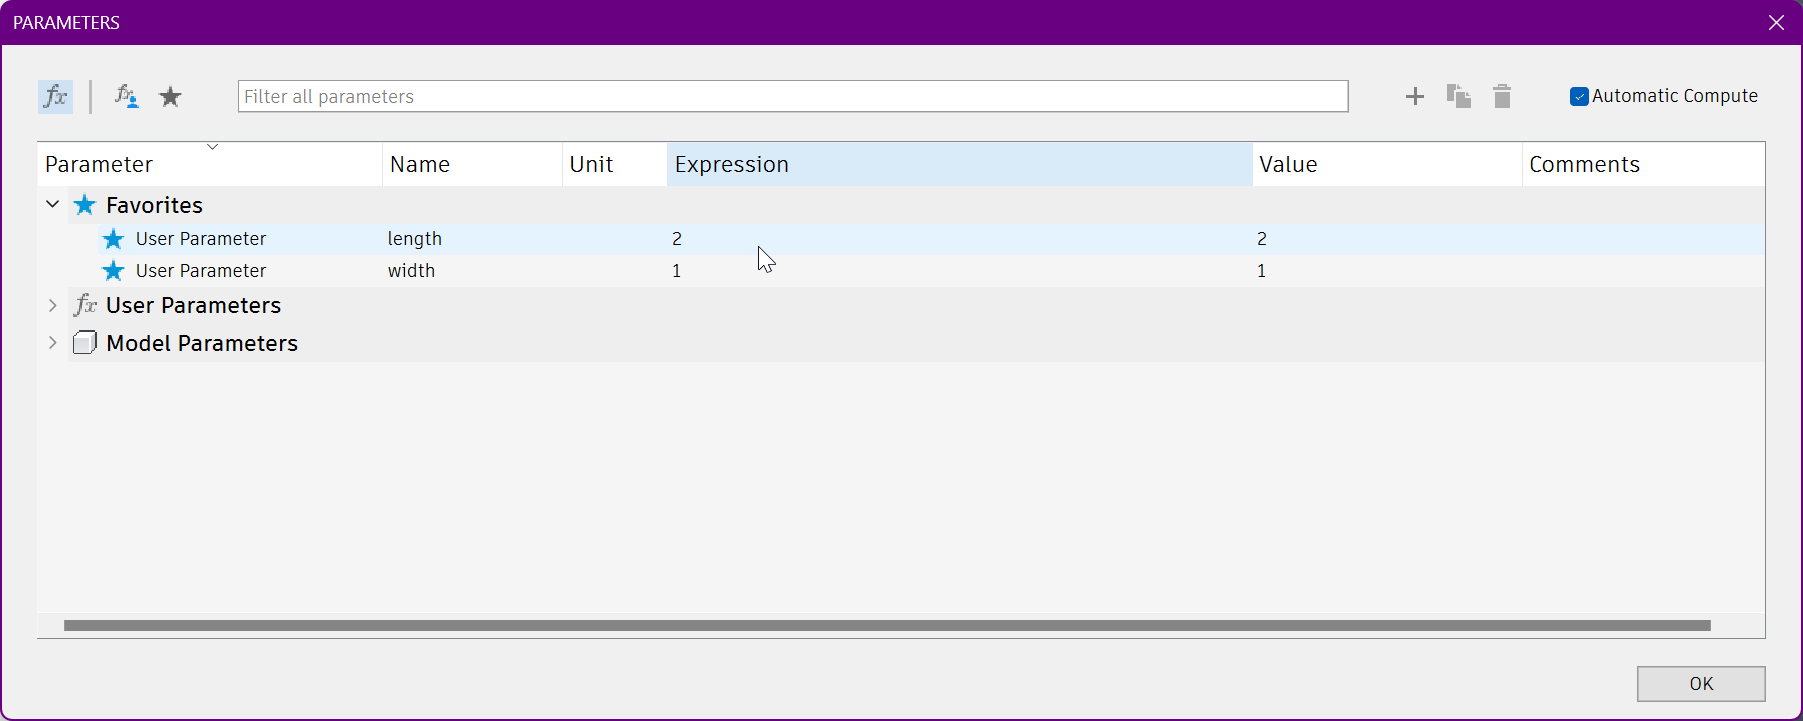 PARAMETERS
fx fx Filter all parameters Automatic Compute
Parameter Name Unit Expression Value Comments
Favorites
User Parameter length 2 2
User Parameter width 1 1
fx User Parameters
Model Parameters
OK